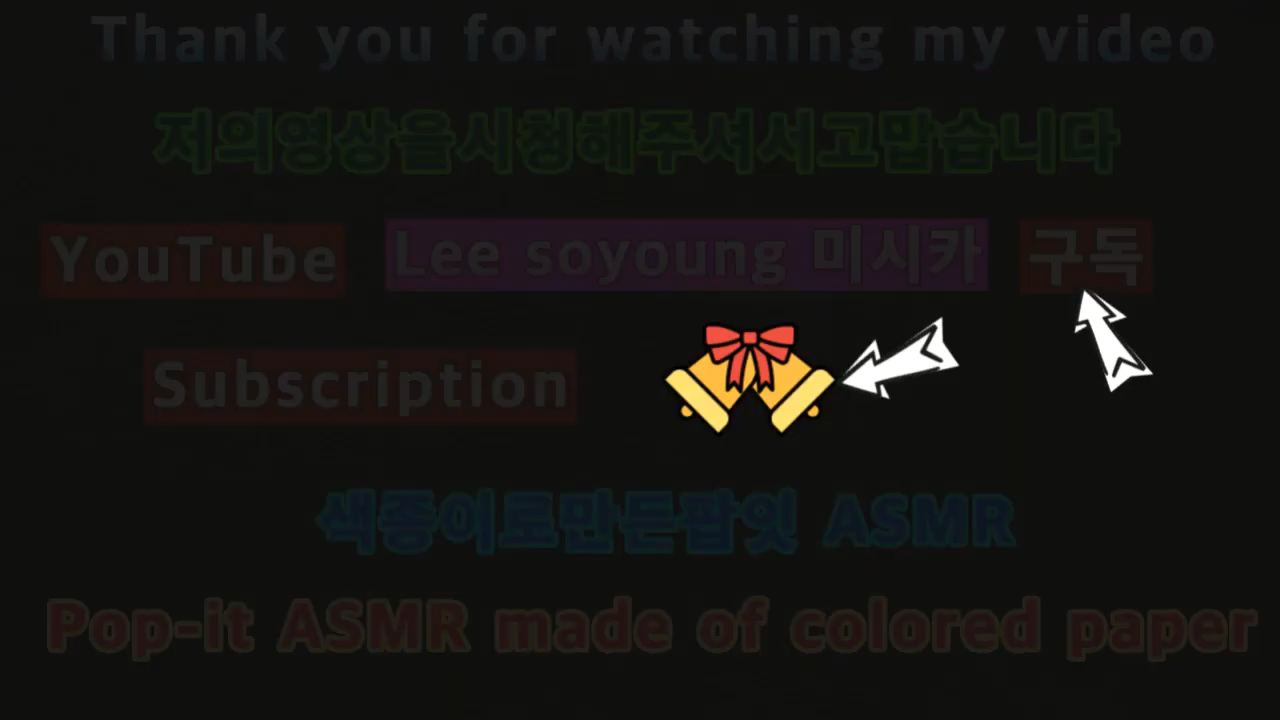 Thank you for watching my video
저의영상을시청해주셔서고맙습니다
YouTube Lee soyoung 미시카 구독
Subscription
색종이로만든팝잇 ASMR
Pop-it ASMR made of colored paper